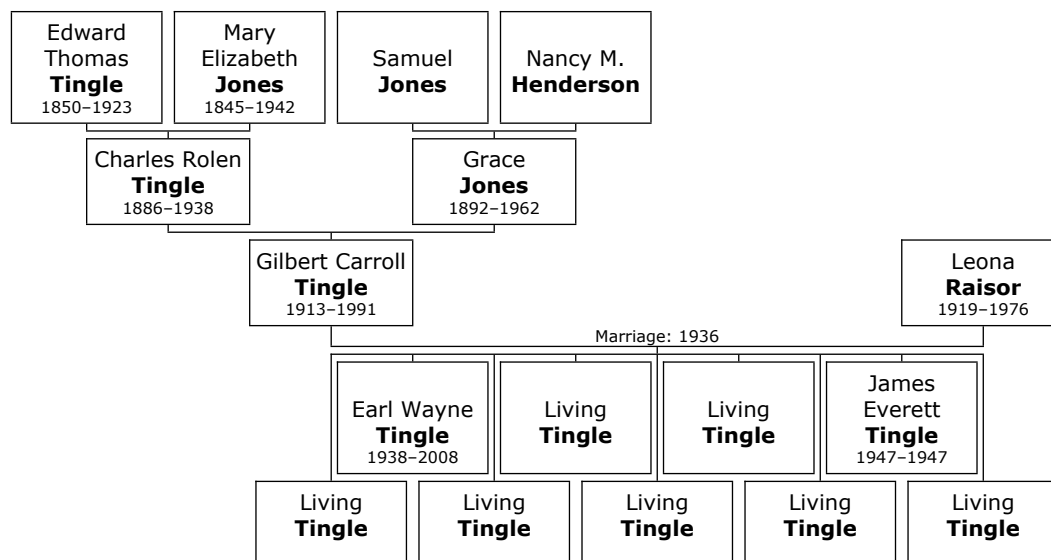 Edward
Thomas
Tingle
1850–1923
Mary
Elizabeth
Jones
1845–1942
Samuel
Jones
Nancy M.
Henderson
Charles Rolen
Tingle
1886–1938
Grace
Jones
1892–1962
Gilbert Carroll
Tingle
1913–1991
Leona
Raisor
1919–1976
Marriage: 1936
Earl Wayne
Tingle
1938–2008
Living
Tingle
Living
Tingle
James
Everett
Tingle
1947–1947
Living
Tingle
Living
Tingle
Living
Tingle
Living
Tingle
Living
Tingle